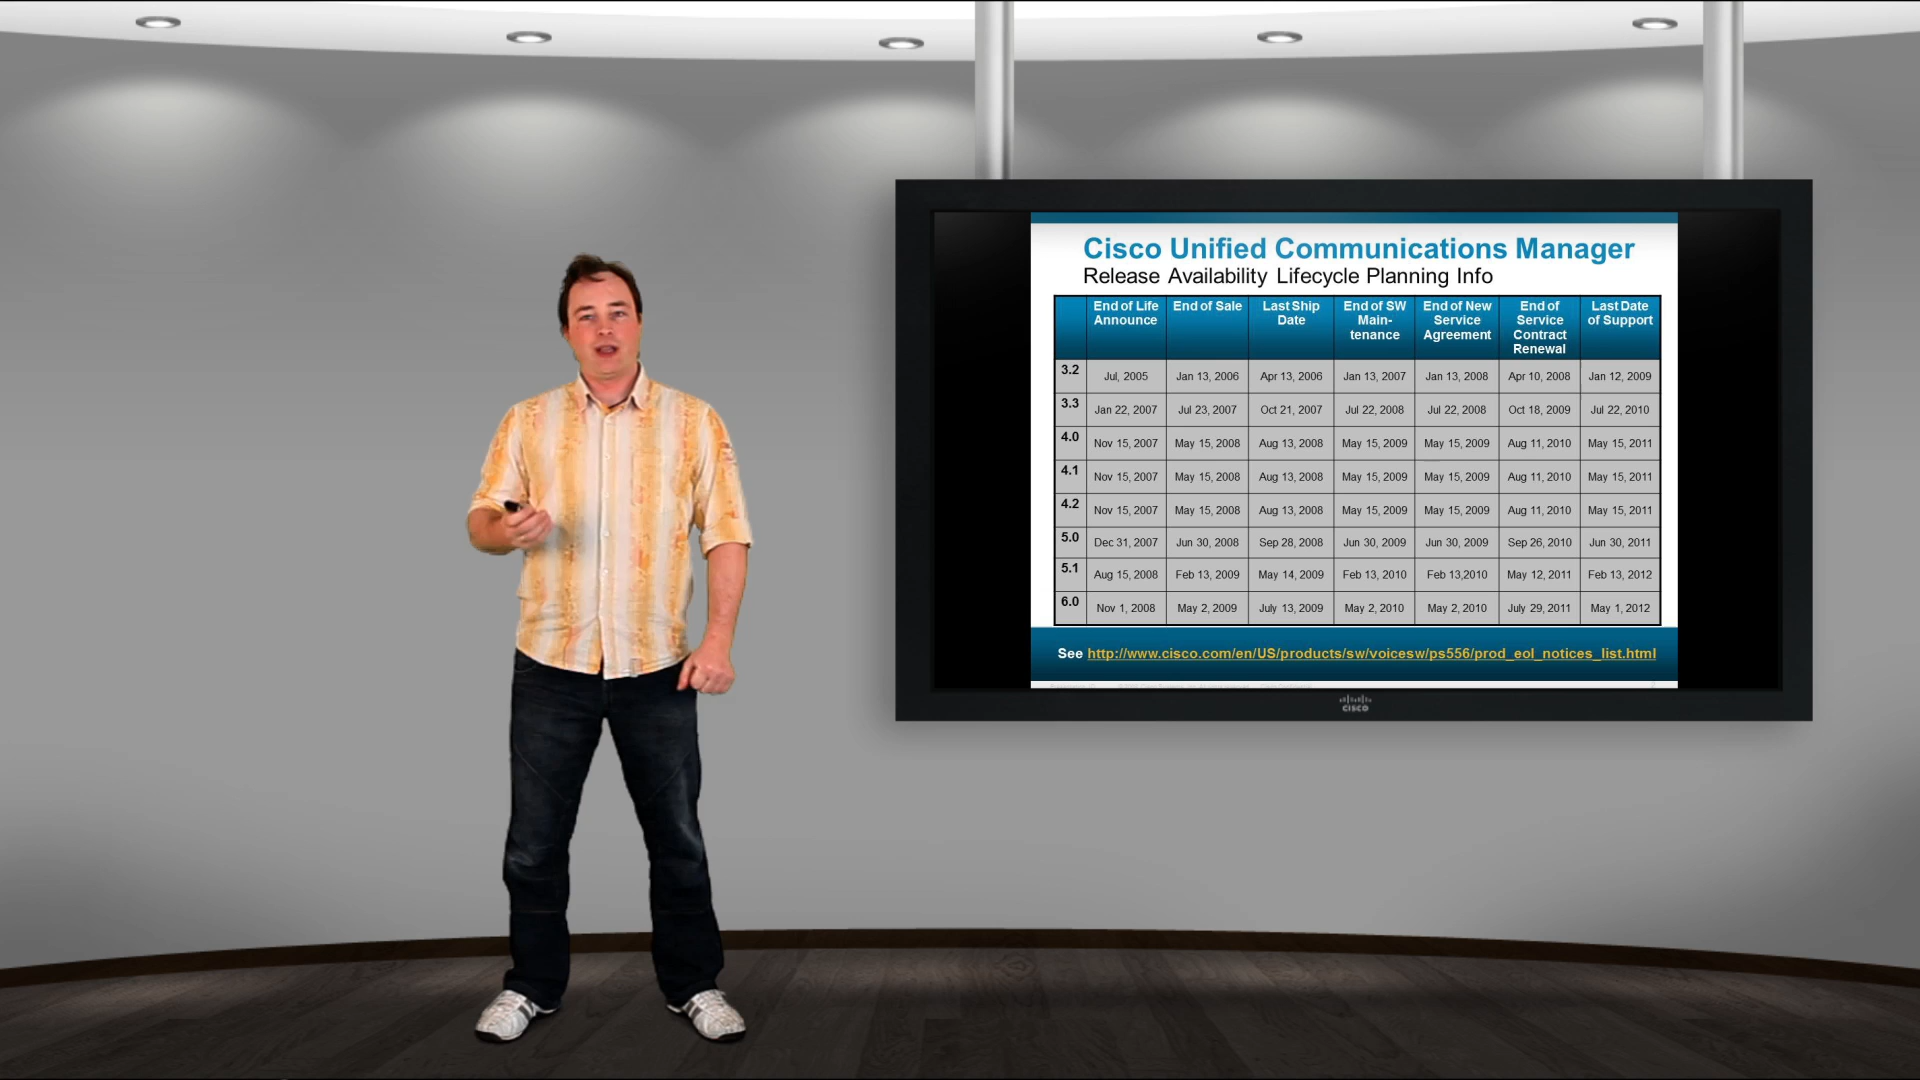 Cisco Unified Communications Manager
Release Availability Lifecycle Planning Info
End of Life Announce End of Sale Last Ship Date End of SW Main-tenance End of New Service Agreement End of Service Contract Renewal Last Date of Support
3.2 Jul, 2005 Jan 13, 2006 Apr 13, 2006 Jan 13, 2007 Jan 13, 2008 Apr 10, 2008 Jan 12, 2009
3.3 Jan 22, 2007 Jul 23, 2007 Oct 21, 2007 Jul 22, 2008 Jul 22, 2008 Oct 18, 2009 Jul 22, 2010
4.0 Nov 15, 2007 May 15, 2008 Aug 13, 2008 May 15, 2009 May 15, 2009 Aug 11, 2010 May 15, 2011
4.1 Nov 15, 2007 May 15, 2008 Aug 13, 2008 May 15, 2009 May 15, 2009 Aug 11, 2010 May 15, 2011
4.2 Nov 15, 2007 May 15, 2008 Aug 13, 2008 May 15, 2009 May 15, 2009 Aug 11, 2010 May 15, 2011
5.0 Dec 31, 2007 Jun 30, 2008 Sep 28, 2008 Jun 30, 2009 Jun 30, 2009 Sep 26, 2010 Jun 30, 2011
5.1 Aug 15, 2008 Feb 13, 2009 May 14, 2009 Feb 13, 2010 Feb 13,2010 May 12, 2011 Feb 13, 2012
6.0 Nov 1, 2008 May 2, 2009 July 13, 2009 May 2, 2010 May 2, 2010 July 29, 2011 May 1, 2012
See http://www.cisco.com/en/US/products/sw/voicesw/ps556/prod_eol_notices_list.html
CISCO